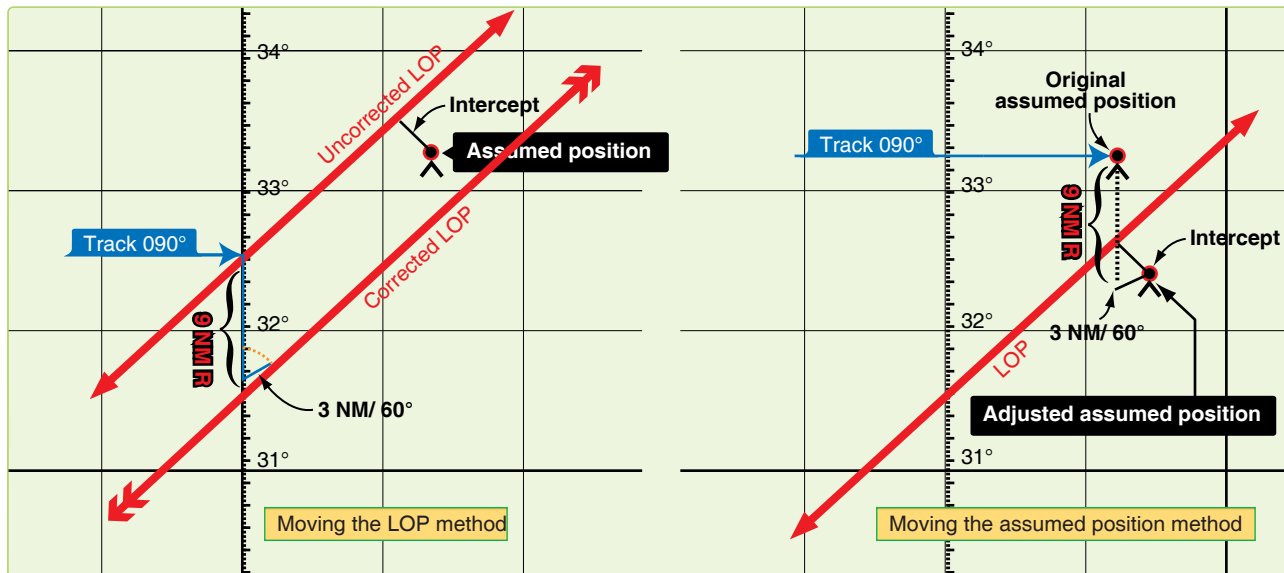 34°
Uncorrected LOP
Intercept
Assumed position
33°
Track 090°
Corrected LOP
9 NM R
32°
3 NM/ 60°
31°
Moving the LOP method
34°
Original
assumed position
Track 090°
33°
9 NM R
Intercept
32°
3 NM/ 60°
LOP
Adjusted assumed position
31°
Moving the assumed position method